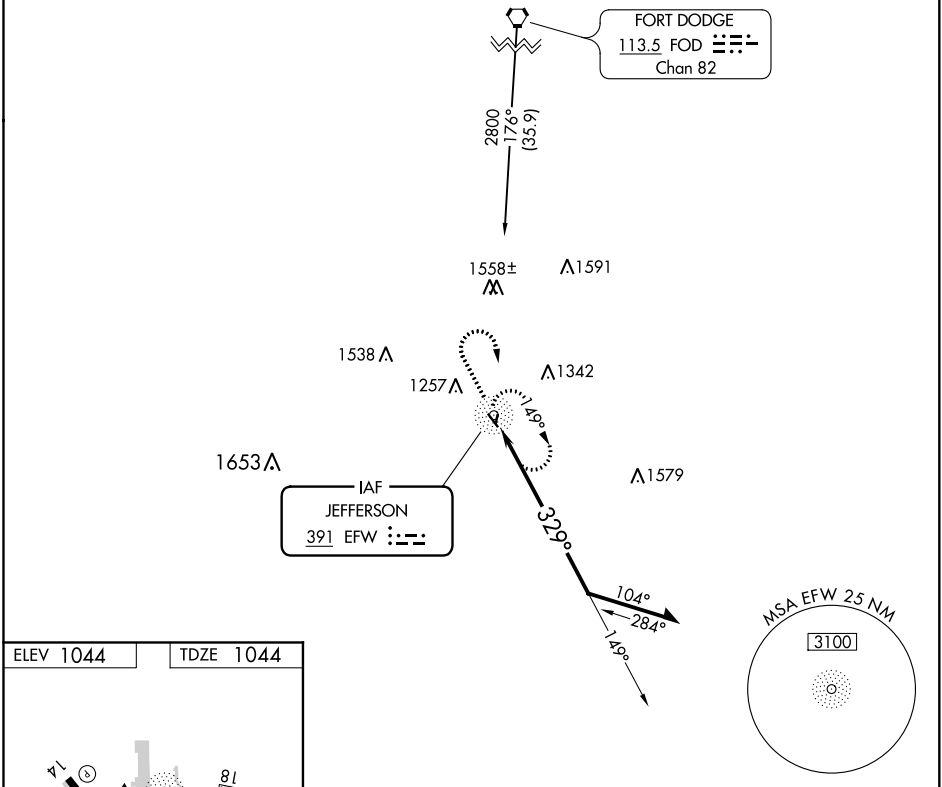 FORT DODGE
113.5 FOD
Chan 82
2800
176°
(35.9)
1558±
1591
1538
1257
1342
149°
1653
1579
IAF
JEFFERSON
391 EFW
329°
104°
284°
149°
MSA EFW 25 NM
3100
ELEV 1044
TDZE 1044
14
P
18